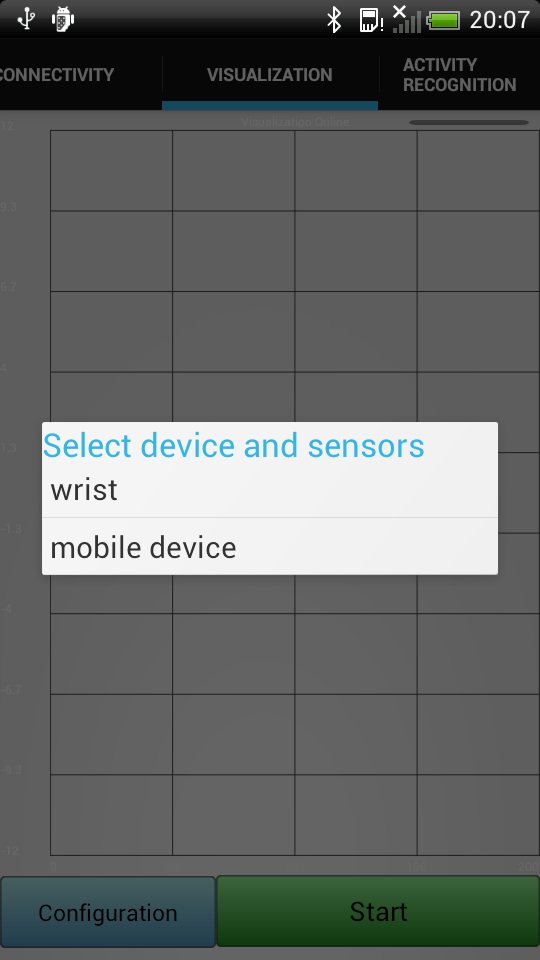 20:07
CONNECTIVITY
VISUALIZATION
ACTIVITY
RECOGNITION
Visualization Online
12
9.3
6.7
4
1.3
Select device and sensors
wrist
mobile device
-1.3
-4
-6.7
-9.3
-12
0
Configuration
Start